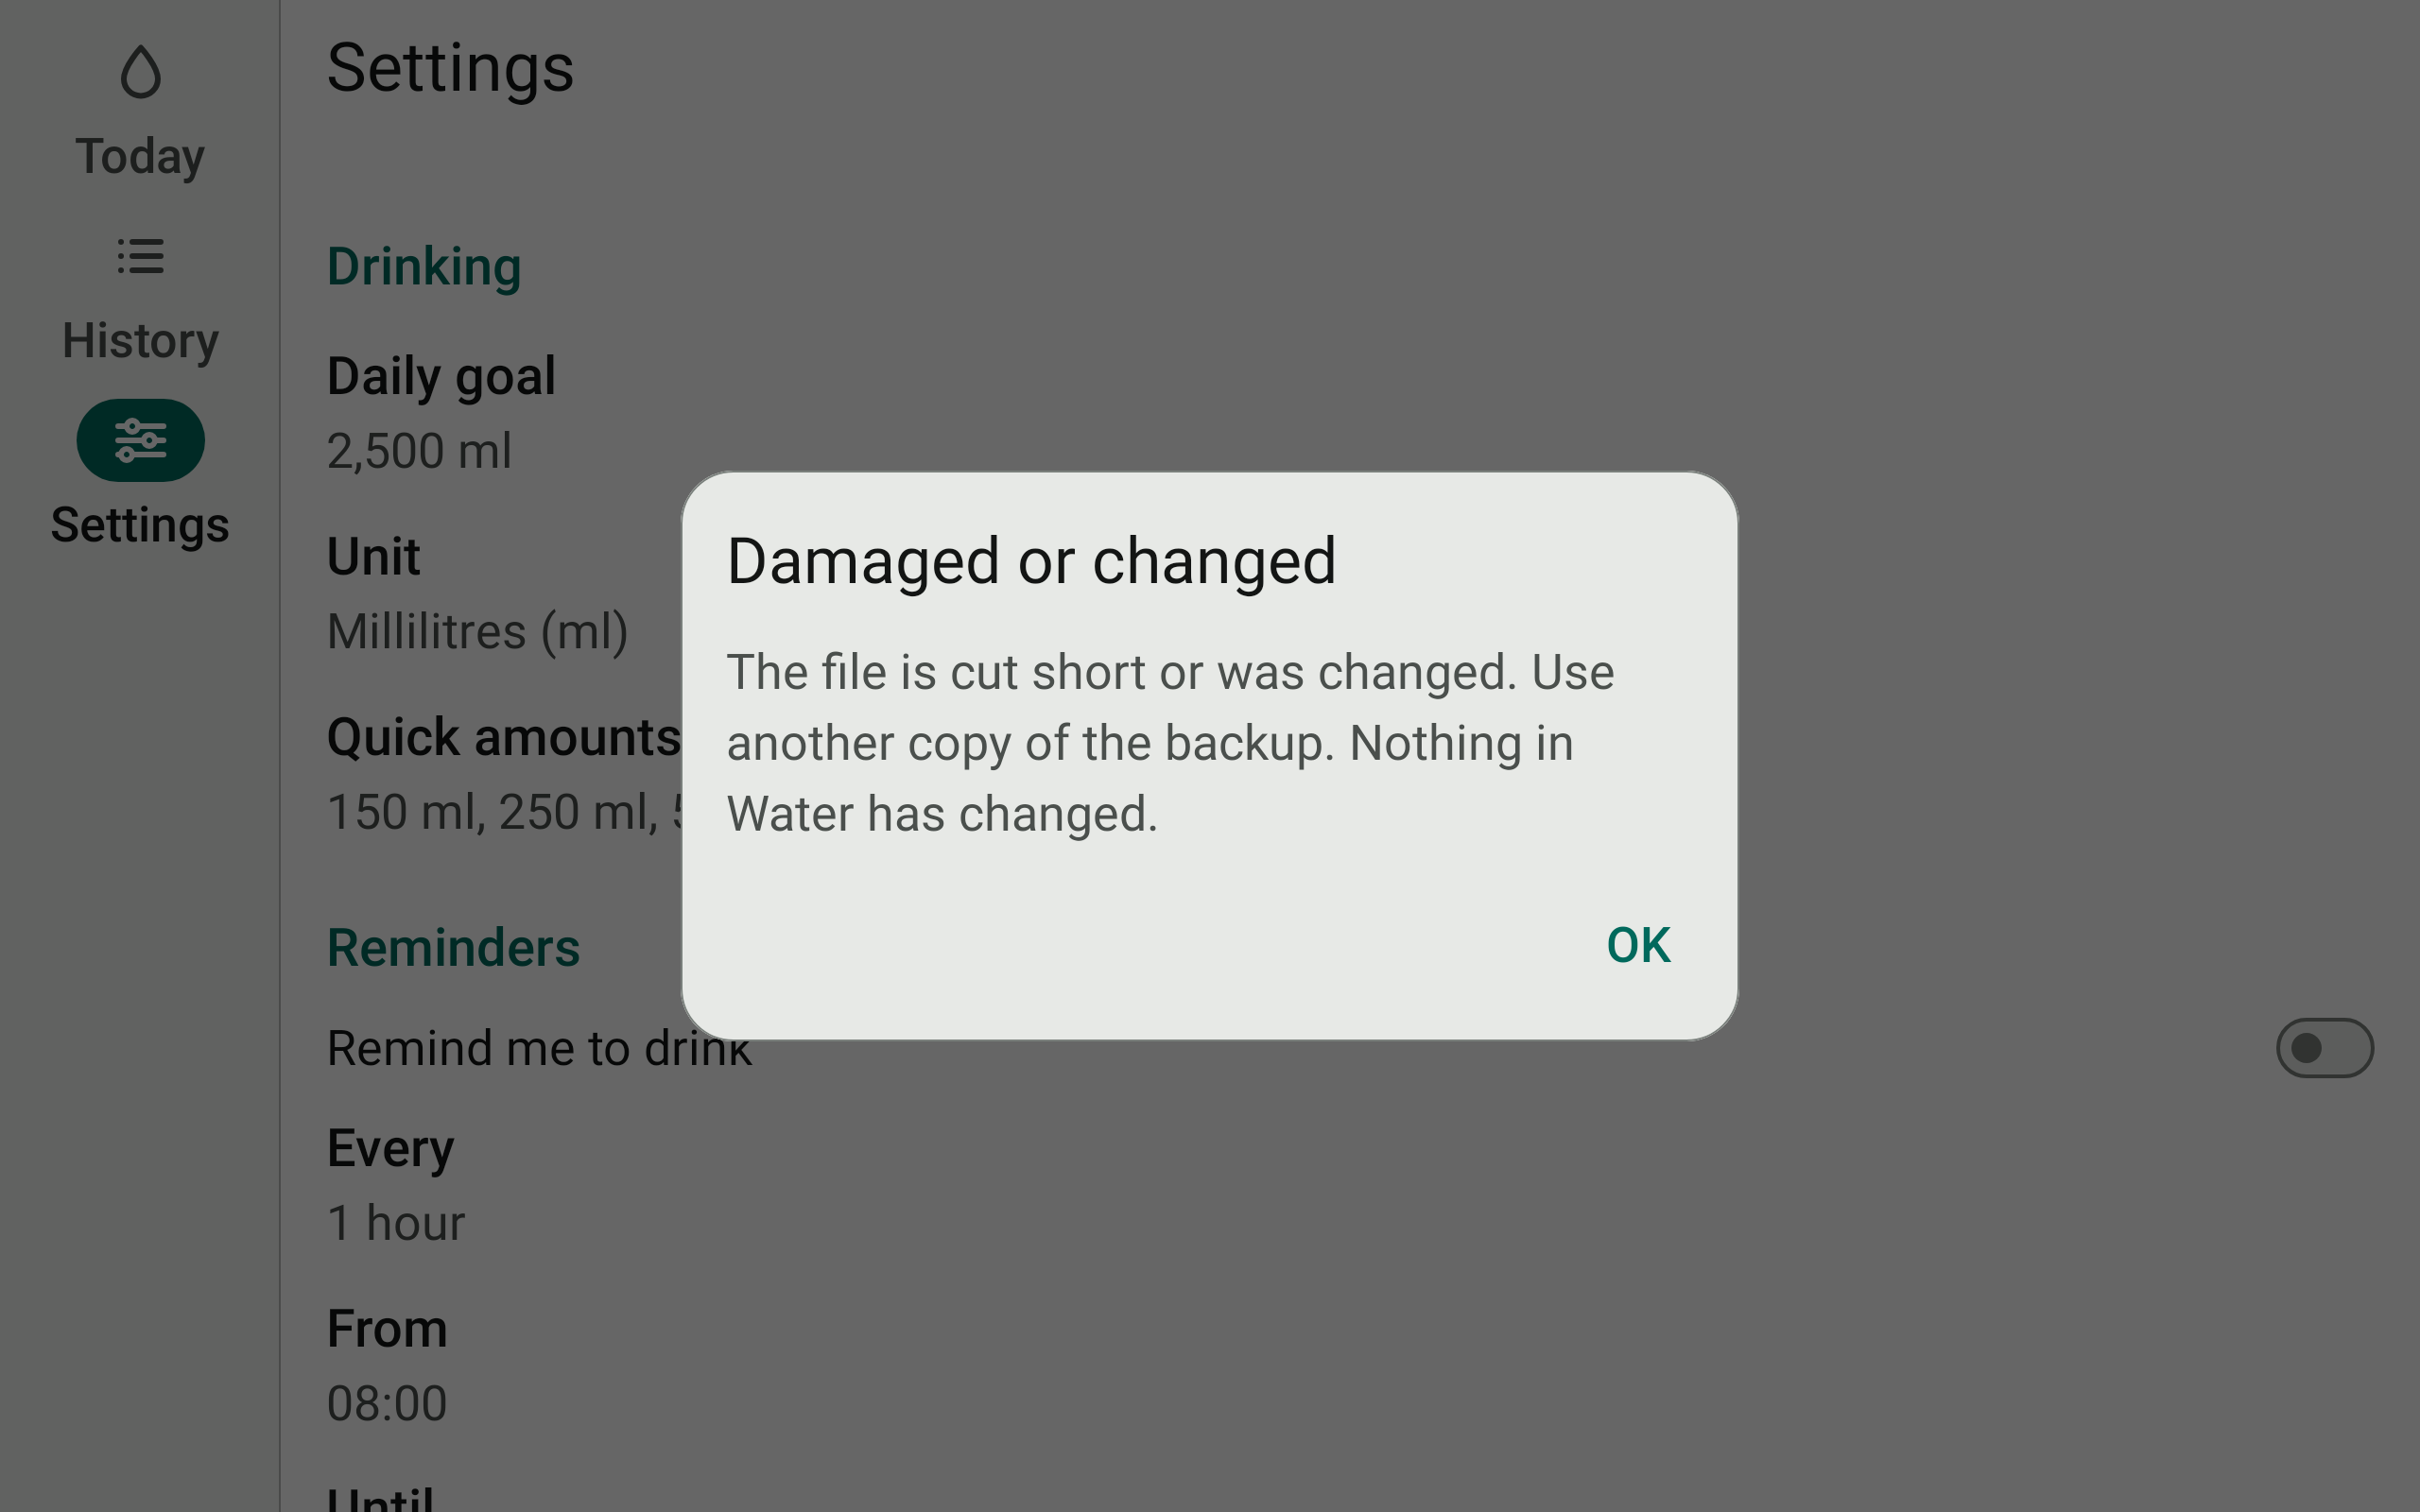 Today
History
Settings
Settings
Drinking
Daily goal
2,500 ml
Unit
Millilitres (ml)
Quick amounts
150 ml, 250 ml,
Reminders
Remind me to drink
Every
1 hour
From
08:00
Until
Damaged or changed
The file is cut short or was changed. Use
another copy of the backup. Nothing in
Water has changed.
OK